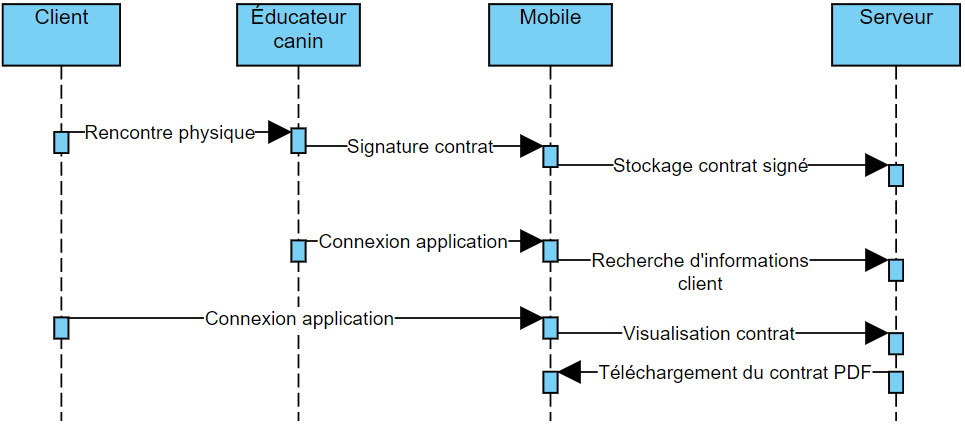 Client
Éducateur
canin
Mobile
Serveur
Rencontre physique
Signature contrat
Stockage contrat signé
Connexion application
Recherche d'informations
client
Connexion application
Visualisation contrat
Téléchargement du contrat PDF